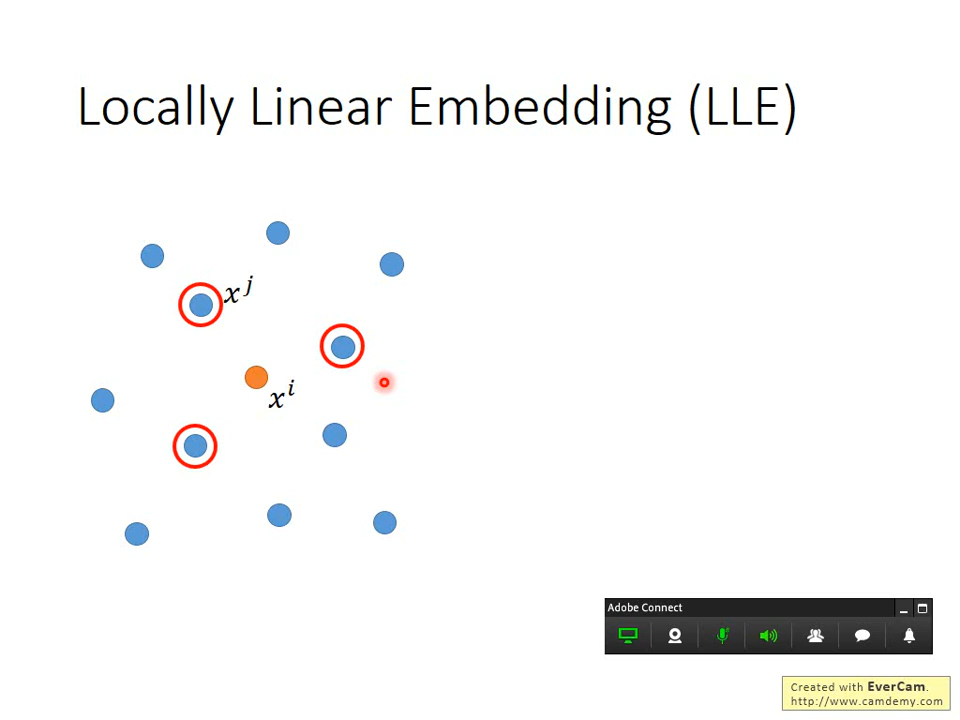 Locally Linear Embedding (LLE)
x^j
x^i
Adobe Connect
Created with EverCam.
http://www.camdemy.com